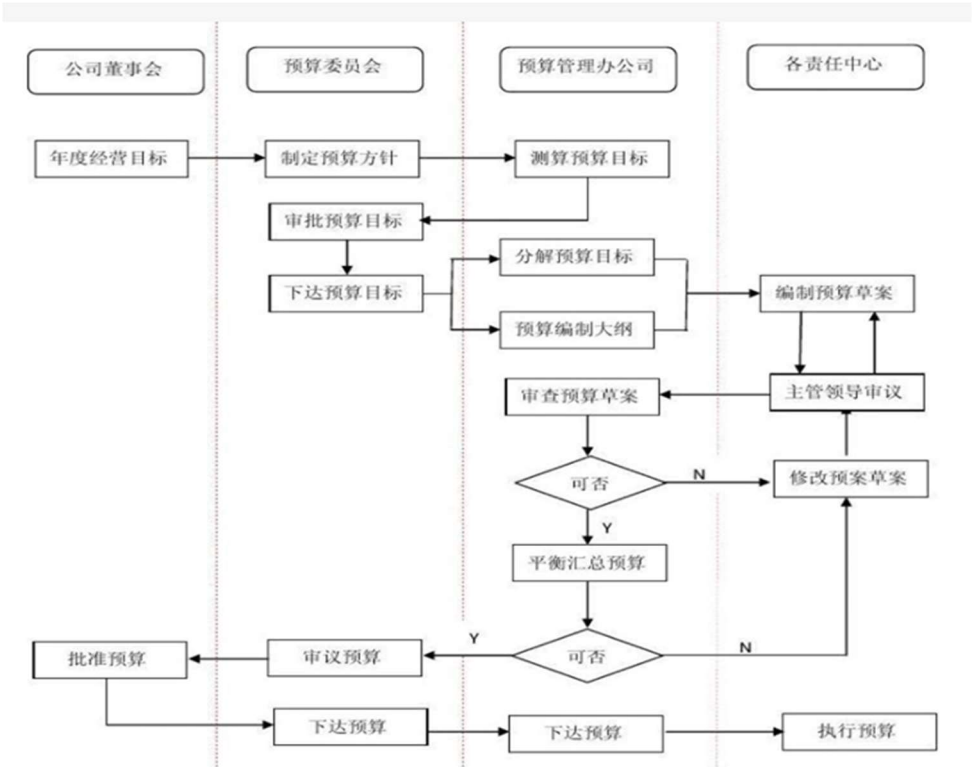 公司董事会
预算委员会
预算管理办公司
各责任中心
年度经营目标
制定预算方针
测算预算目标
审批预算目标
分解预算目标
下达预算目标
编制预算草案
预算编制大纲
审查预算草案
主管领导审议
可否
N
修改预案草案
Y
平衡汇总预算
批准预算
审议预算
Y
可否
N
下达预算
下达预算
执行预算